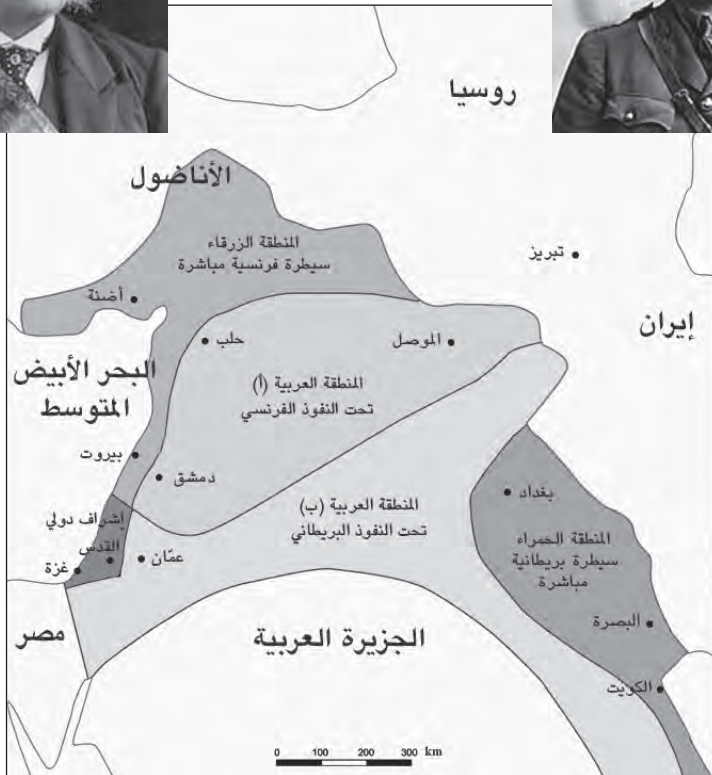 روسيا
الأناضول
المنطقة الزرقاء
سيطرة فرنسية مباشرة
تبريز
أضنة
إيران
حلب
الموصل
البحر الأبيض
المتوسط
المنطقة العربية (أ)
تحت النفوذ الفرنسي
بيروت
دمشق
بغداد
المنطقة العربية (ب)
تحت النفوذ البريطاني
إشراف دولي
القدس
غزة
عمّان
المنطقة الحمراء
سيطرة بريطانية
مباشرة
البصرة
مصر
الجزيرة العربية
الكويت
0 100 200 300 km